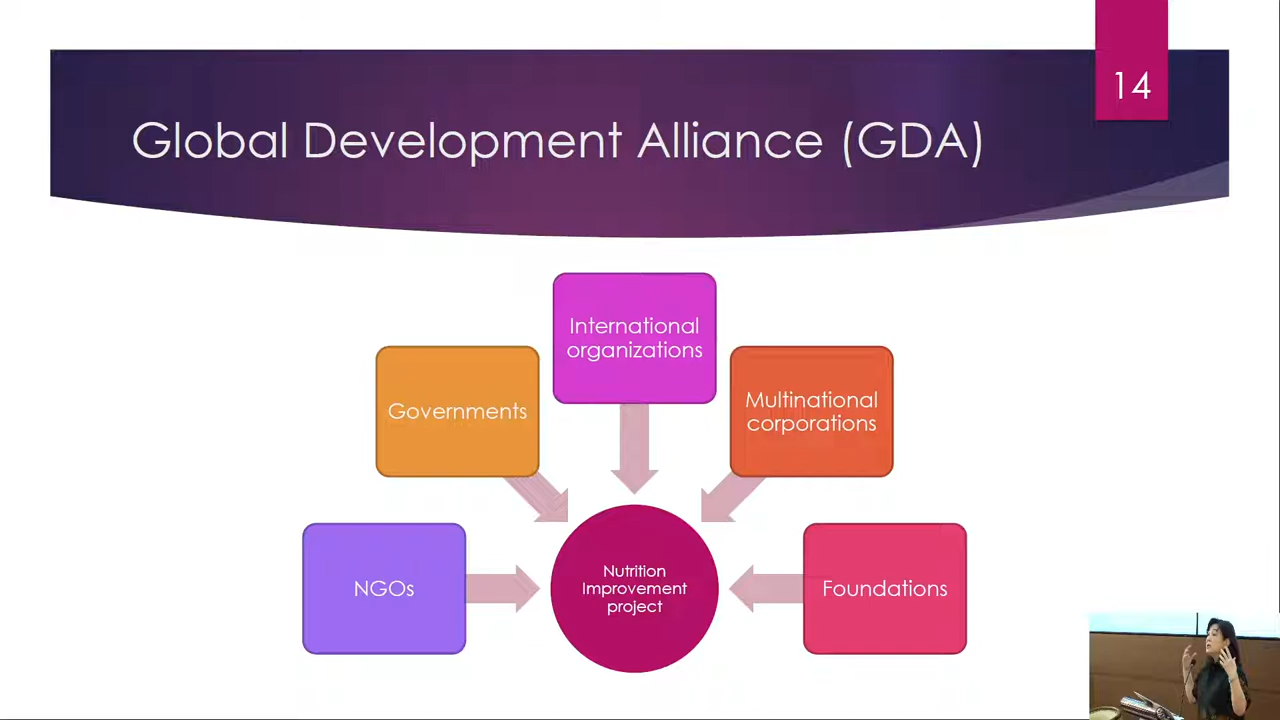 14
Global Development Alliance (GDA)
International
organizations
Governments
Multinational
corporations
NGOs
Nutrition
Improvement
project
Foundations